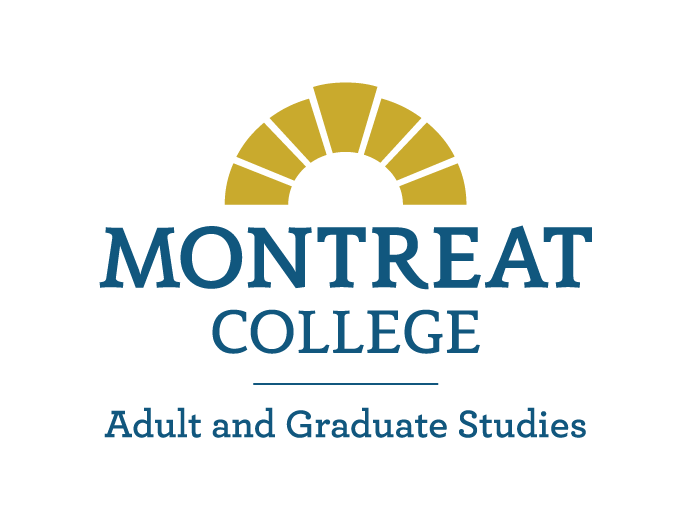 MONTREAT
COLLEGE
Adult and Graduate Studies